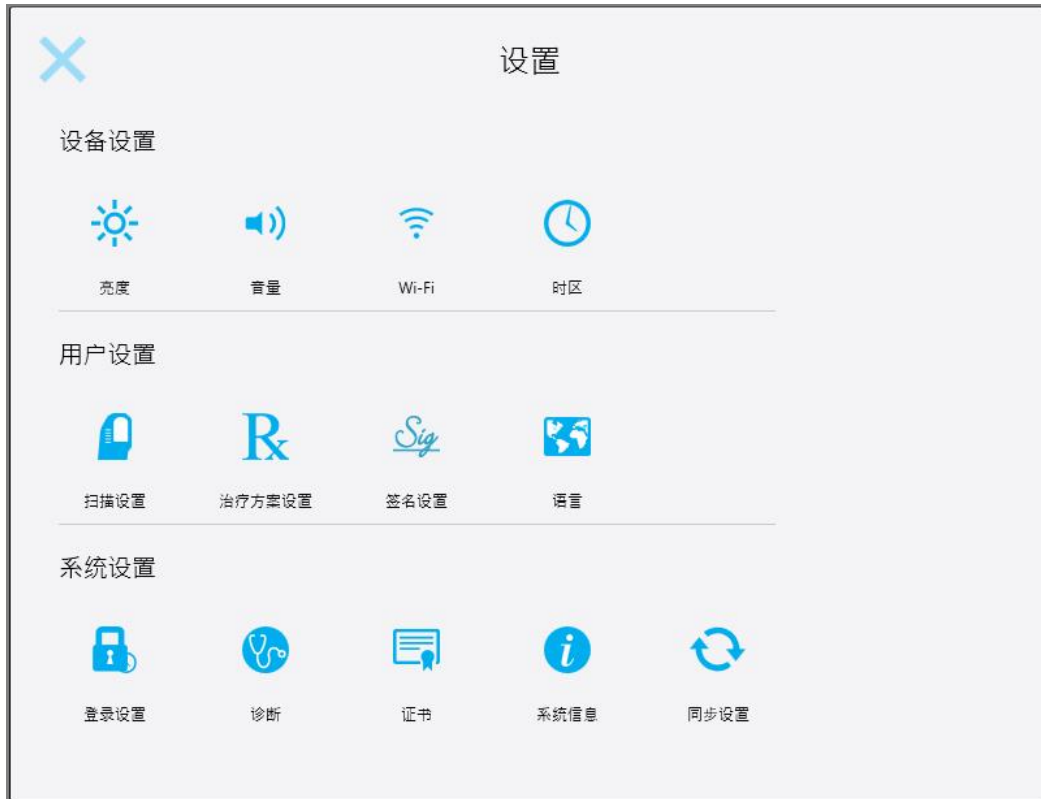 设置
设备设置
亮度 音量 Wi-Fi 时区
用户设置
Rx Sig
扫描设置 治疗方案设置 签名设置 语言
系统设置
i
登录设置 诊断 证书 系统信息 同步设置